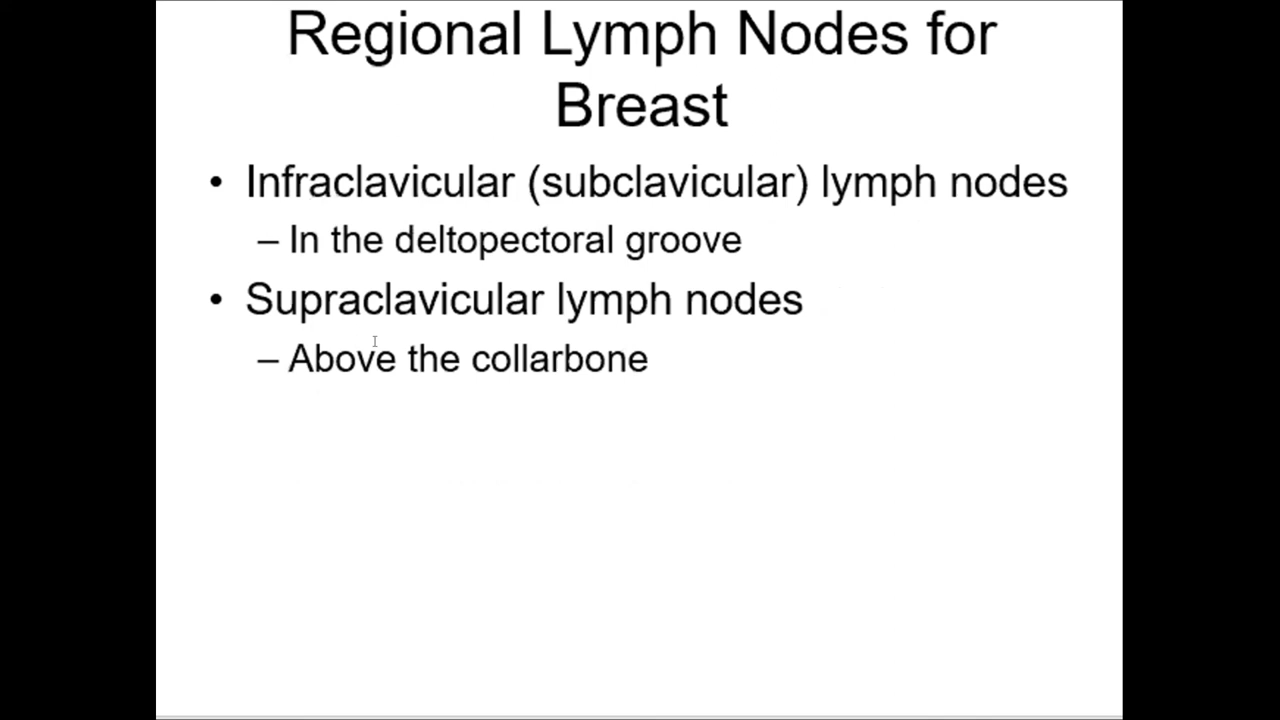 Regional Lymph Nodes for
Breast
• Infraclavicular (subclavicular) lymph nodes
– In the deltopectoral groove
• Supraclavicular lymph nodes
– Above the collarbone